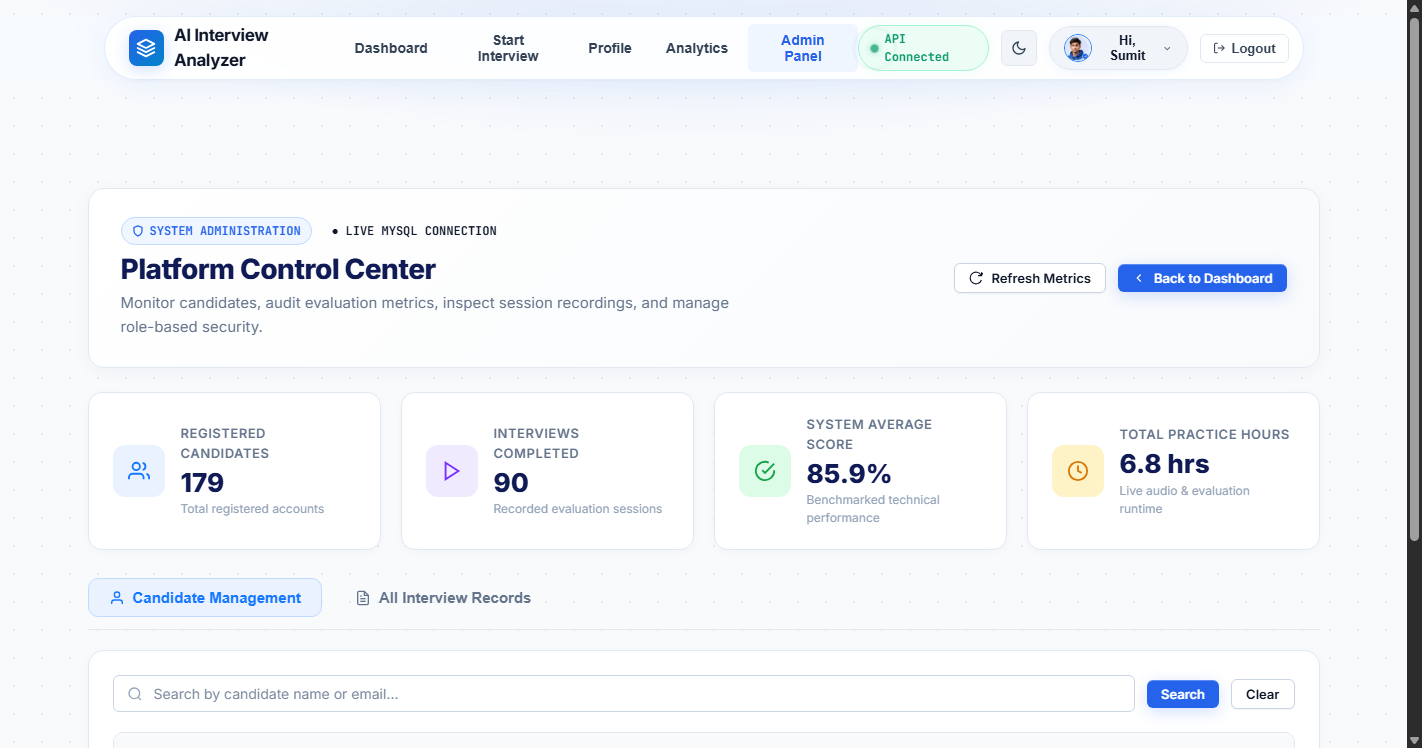 AI Interview
Analyzer
Dashboard
Start
Interview
Profile
Analytics
Admin
Panel
API
Connected
Hi,
Sumit
Logout
SYSTEM ADMINISTRATION
● LIVE MYSQL CONNECTION
Platform Control Center
Monitor candidates, audit evaluation metrics, inspect session recordings, and manage
role-based security.
Refresh Metrics
Back to Dashboard
REGISTERED
CANDIDATES
179
Total registered accounts
INTERVIEWS
COMPLETED
90
Recorded evaluation sessions
SYSTEM AVERAGE
SCORE
85.9%
Benchmarked technical
performance
TOTAL PRACTICE HOURS
6.8 hrs
Live audio & evaluation
runtime
Candidate Management
All Interview Records
Search by candidate name or email...
Search
Clear